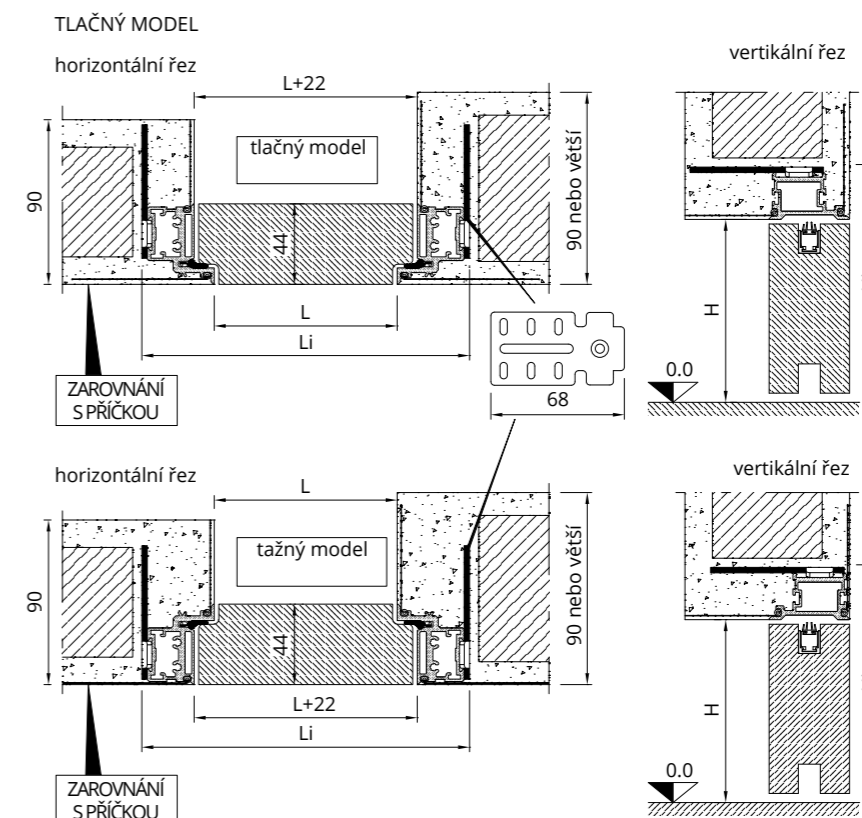 TLAČNÝ MODEL
horizontální řez
vertikální řez
L+22
tlačný model
90
90 nebo větší
44
L
Li
H
0.0
68
ZAROVNÁNÍ
S PŘÍČKOU
horizontální řez
vertikální řez
L
tažný model
90
90 nebo větší
44
L+22
Li
H
0.0
ZAROVNÁNÍ
S PŘÍČKOU